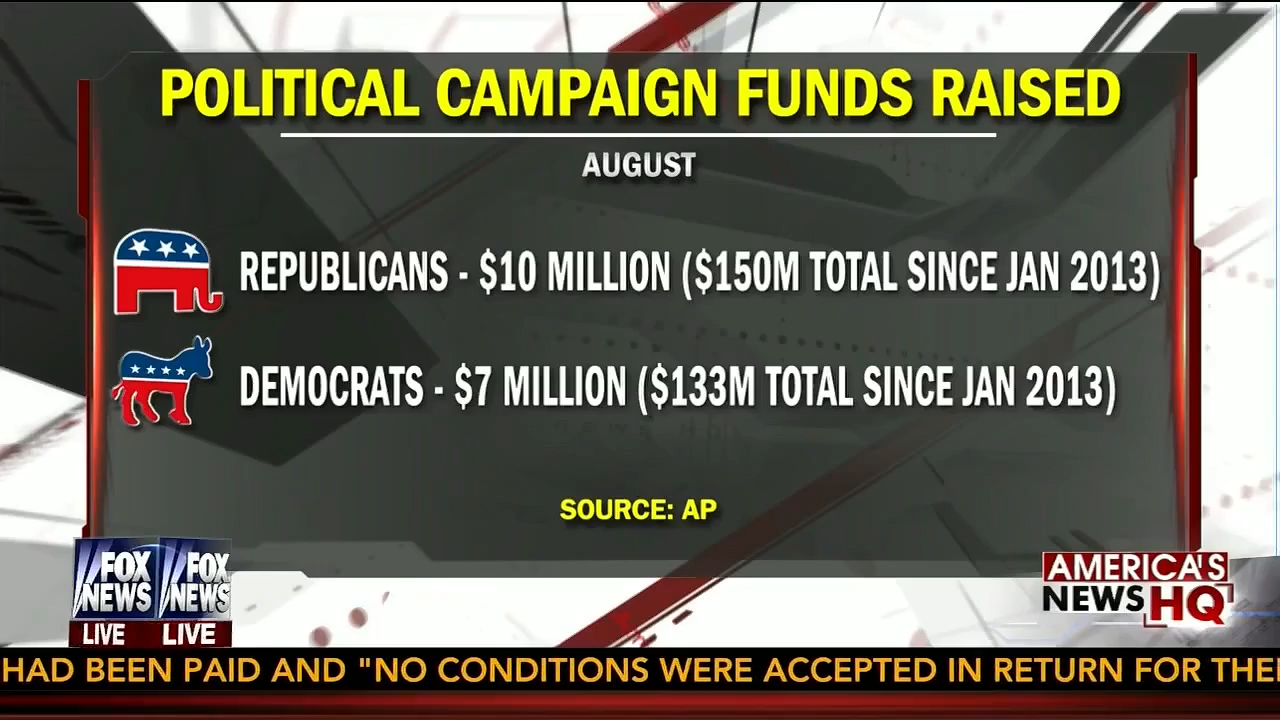 POLITICAL CAMPAIGN FUNDS RAISED
AUGUST
REPUBLICANS - $10 MILLION ($150M TOTAL SINCE JAN 2013)
DEMOCRATS - $7 MILLION ($133M TOTAL SINCE JAN 2013)
SOURCE: AP
FOX NEWS LIVE
FOX NEWS LIVE
AMERICA'S
NEWS HQ
HAD BEEN PAID AND "NO CONDITIONS WERE ACCEPTED IN RETURN FOR